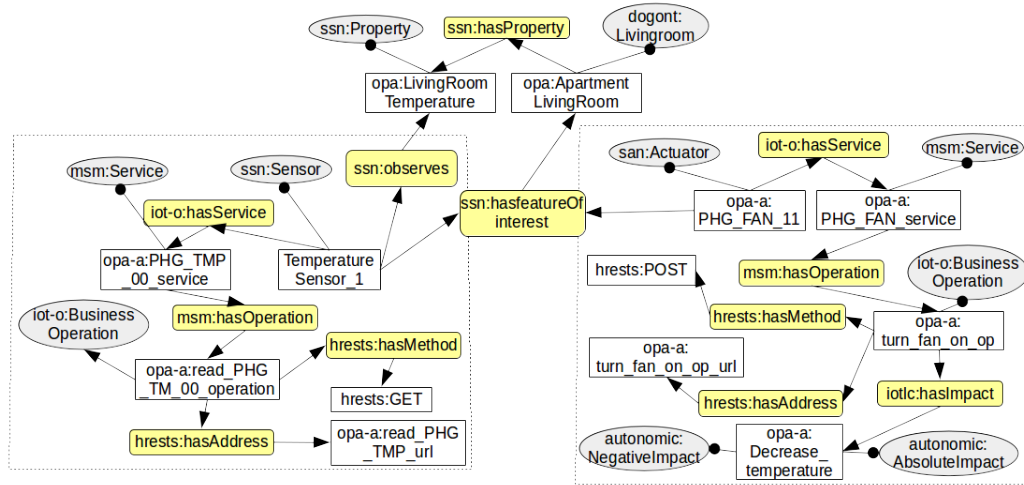 ssn:Property
ssn:hasProperty
dogont:
Livingroom
opa:LivingRoom
Temperature
opa:Apartment
LivingRoom
msm:Service
ssn:Sensor
ssn:observes
iot-o:hasService
ssn:hasfeatureOf
interest
opa-a:PHG_TMP
_00_service
Temperature
Sensor_1
iot-o:Business
Operation
msm:hasOperation
hrests:hasMethod
opa-a:read_PHG
_TM_00_operation
hrests:GET
hrests:hasAddress
opa-a:read_PHG
_TMP_url
san:Actuator
iot-o:hasService
msm:Service
opa-a:
PHG_FAN_11
opa-a:
PHG_FAN_service
hrests:POST
msm:hasOperation
iot-o:Business
Operation
hrests:hasMethod
opa-a:
turn_fan_on_op
opa-a:
turn_fan_on_op_url
hrests:hasAddress
iotlc:hasImpact
autonomic:
NegativeImpact
opa-a:
Decrease_
temperature
autonomic:
AbsoluteImpact